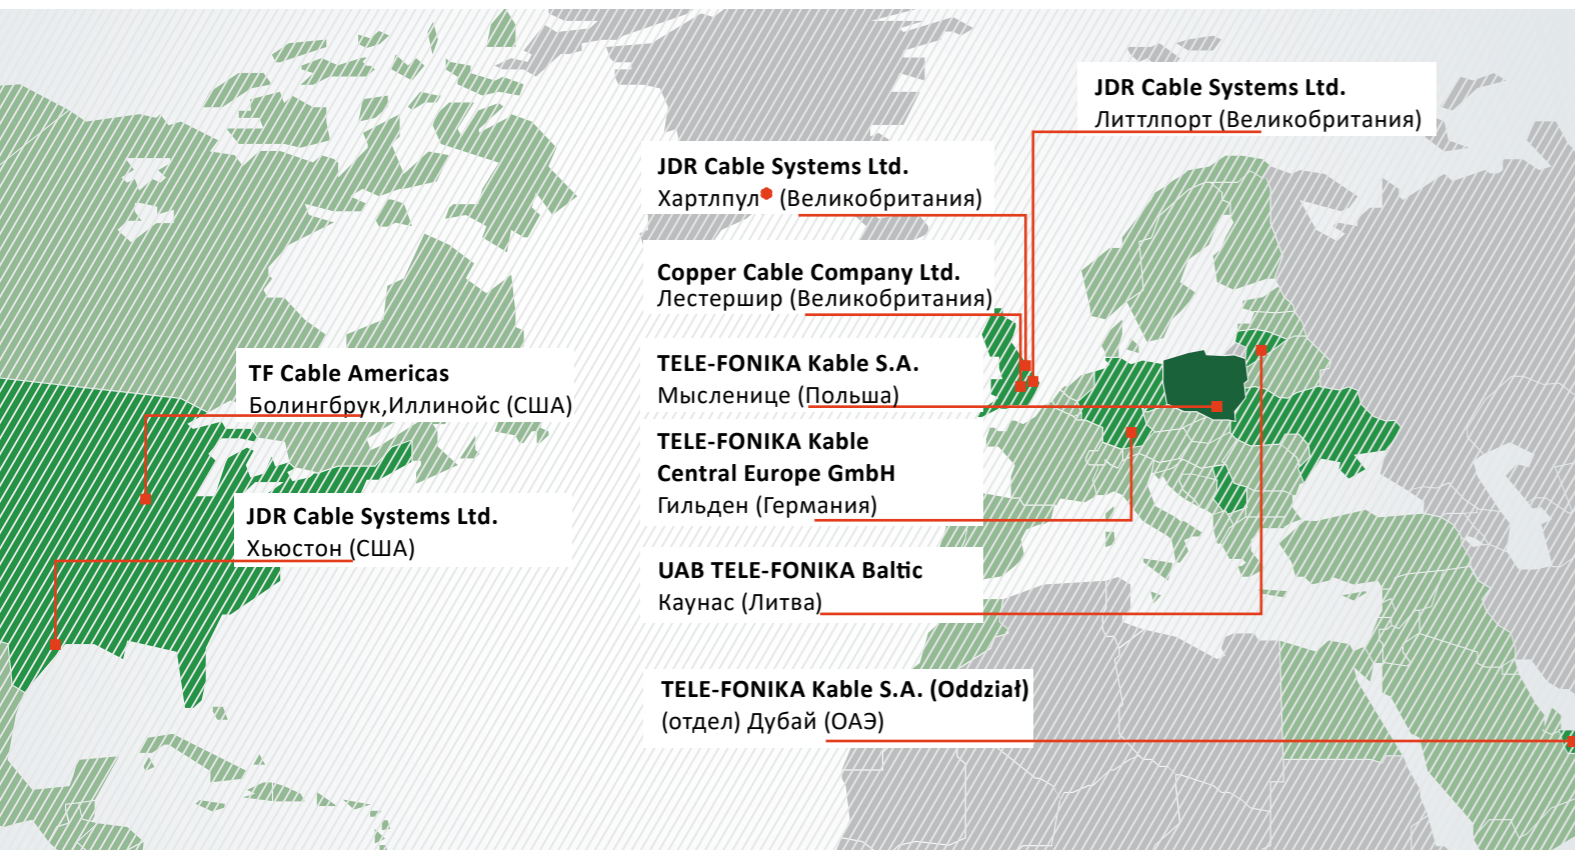 JDR Cable Systems Ltd.
Литтлпорт (Великобритания)
JDR Cable Systems Ltd.
Хартлпул (Великобритания)
Copper Cable Company Ltd.
Лестершир (Великобритания)
TELE-FONIKA Kable S.A.
Мысленице (Польша)
TF Cable Americas
Болингбрук,Иллинойс (США)
TELE-FONIKA Kable
Central Europe GmbH
Гильден (Германия)
JDR Cable Systems Ltd.
Хьюстон (США)
UAB TELE-FONIKA Baltic
Каунас (Литва)
TELE-FONIKA Kable S.A. (Oddział)
(отдел) Дубай (ОАЭ)